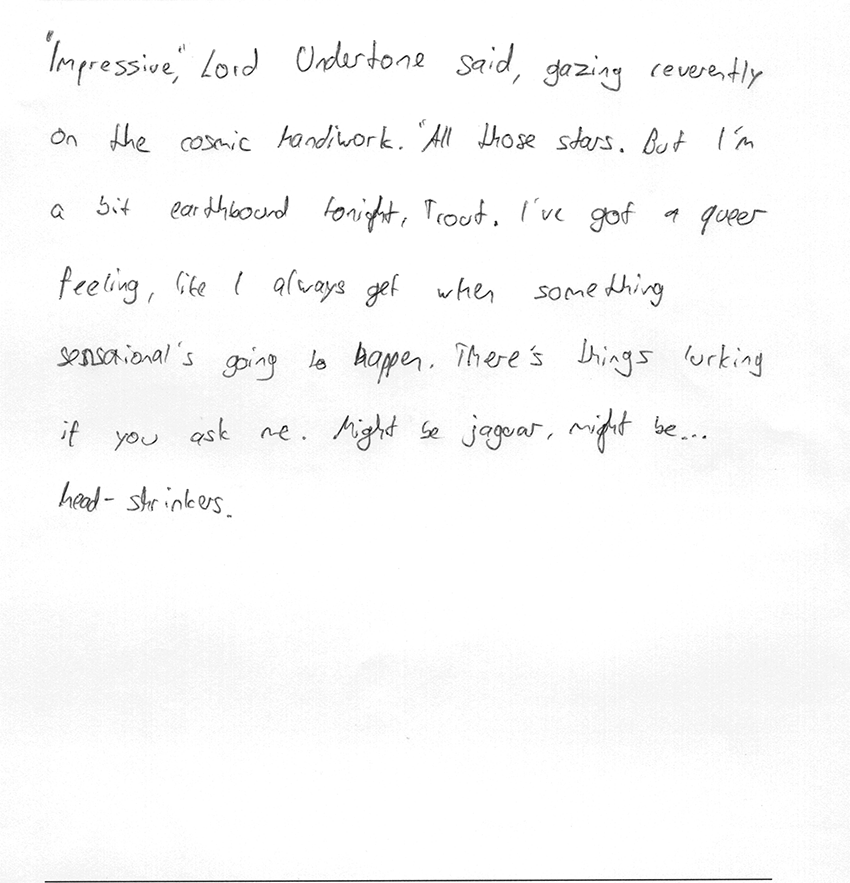 "Impressive," Lord Undertone said, gazing reverently
on the cosmic handiwork. "All those stars. But I'm
a bit earthbound tonight, Trout. I've got a queer
feeling, like I always get when something
sensational's going to happen. There's things lurking
if you ask me. Might be jaguar, might be...
head-shrinkers.